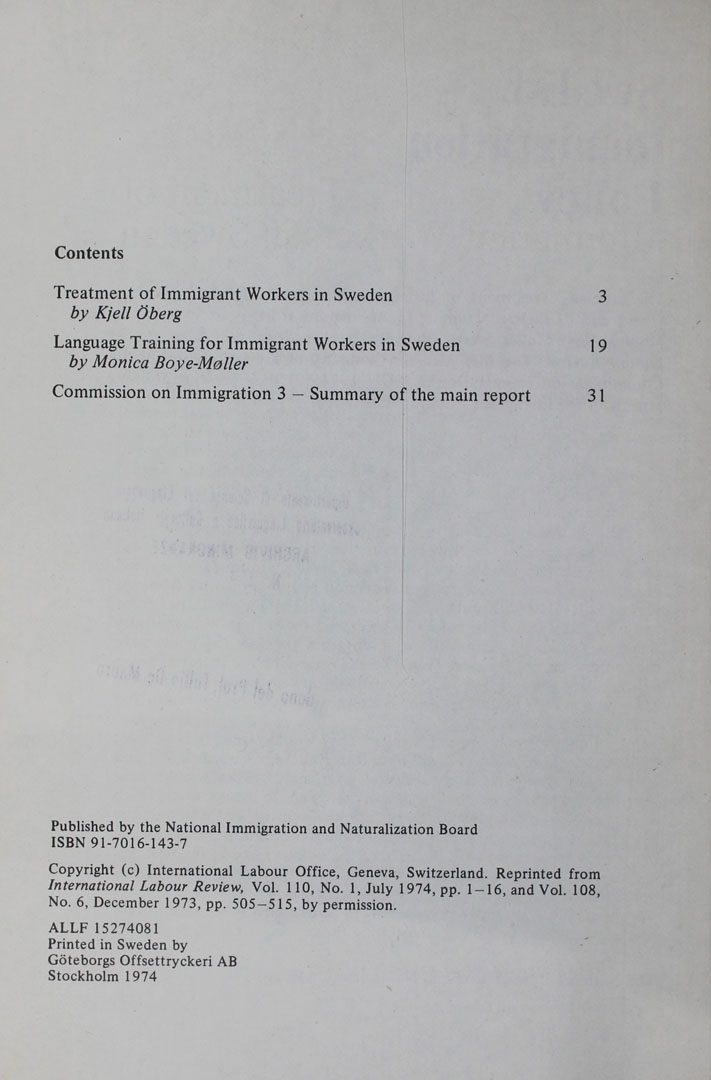 Contents
Treatment of Immigrant Workers in Sweden 3
by Kjell Öberg
Language Training for Immigrant Workers in Sweden 19
by Monica Boye-Møller
Commission on Immigration 3 – Summary of the main report 31
Published by the National Immigration and Naturalization Board
ISBN 91-7016-143-7
Copyright (c) International Labour Office, Geneva, Switzerland. Reprinted from
International Labour Review, Vol. 110, No. 1, July 1974, pp. 1–16, and Vol. 108,
No. 6, December 1973, pp. 505–515, by permission.
ALLF 15274081
Printed in Sweden by
Göteborgs Offsettryckeri AB
Stockholm 1974